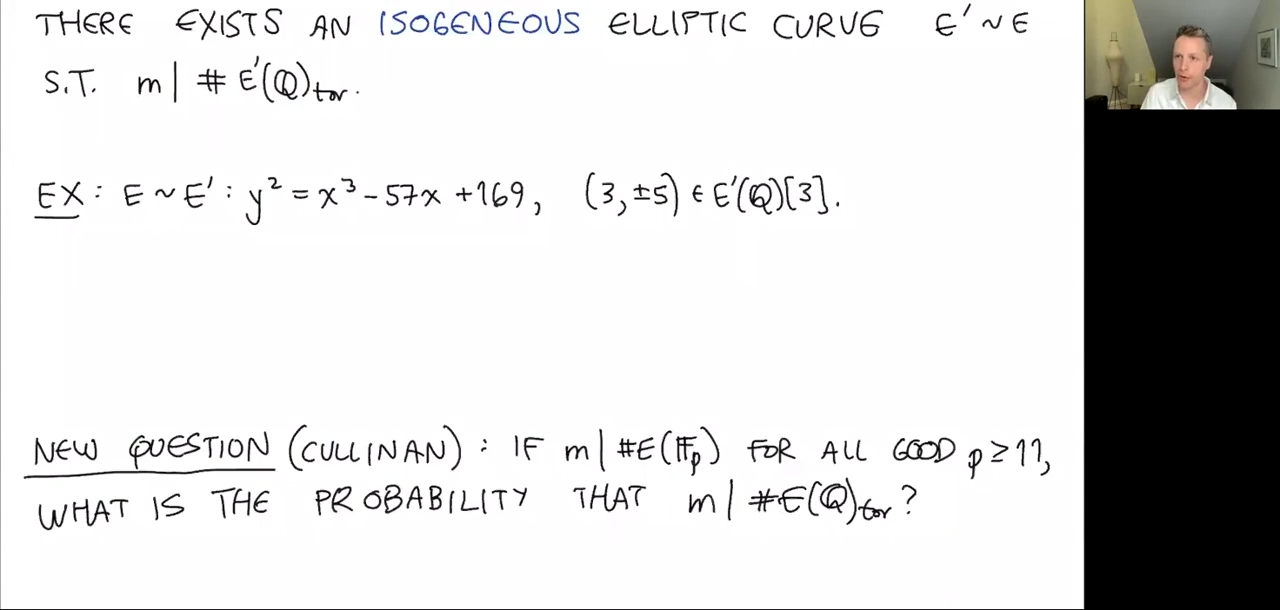 THERE EXISTS AN ISOGENEOUS ELLIPTIC CURVE E' ~ E
S.T. m | # E'(ℚ)tor.
EX : E ~ E' : y² = x³ - 57x + 169, (3, ±5) ∈ E'(ℚ)[3].
NEW QUESTION (CULLINAN) : IF m | #E(𝔽p) FOR ALL GOOD p ≥ 11,
WHAT IS THE PROBABILITY THAT m | #E(ℚ)tor ?